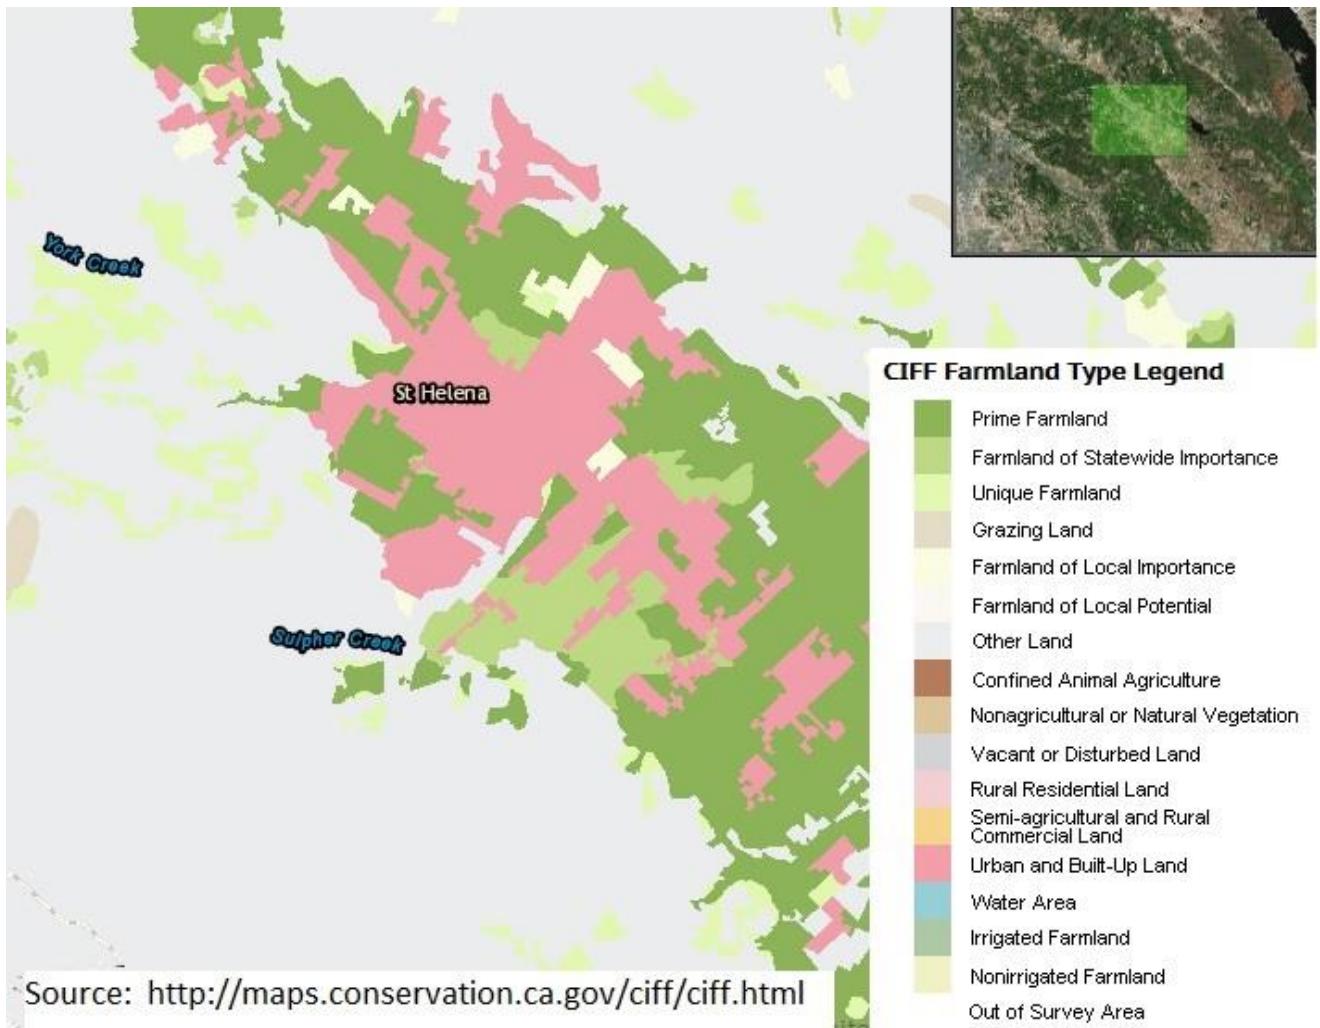 York Creek
St Helena
Sulpher Creek
CIFF Farmland Type Legend
Prime Farmland
Farmland of Statewide Importance
Unique Farmland
Grazing Land
Farmland of Local Importance
Farmland of Local Potential
Other Land
Confined Animal Agriculture
Nonagricultural or Natural Vegetation
Vacant or Disturbed Land
Rural Residential Land
Semi-agricultural and Rural
Commercial Land
Urban and Built-Up Land
Water Area
Irrigated Farmland
Nonirrigated Farmland
Out of Survey Area
Source: http://maps.conservation.ca.gov/ciff/ciff.html